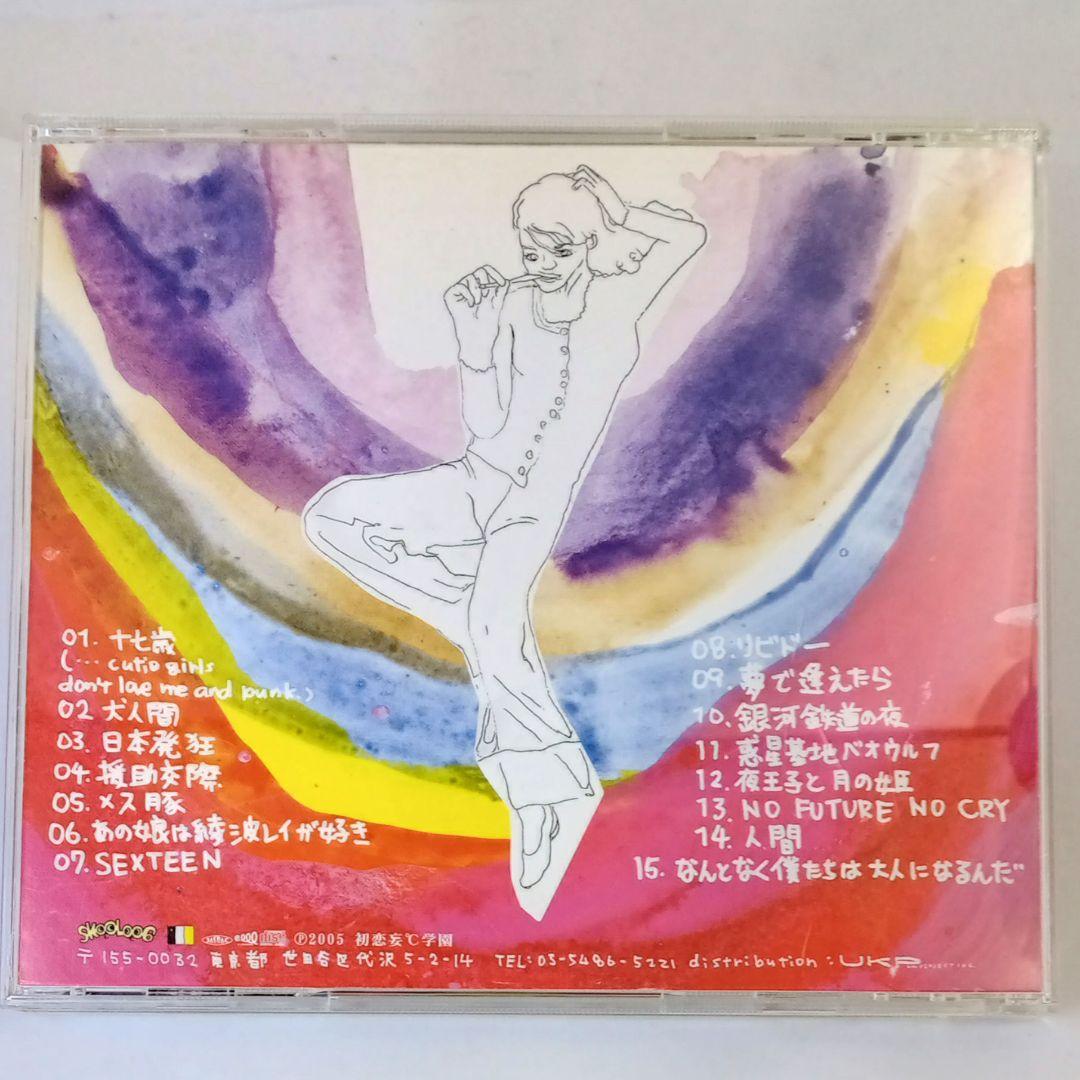 01. 十七歳
(… cutie girls
don't love me and punk.)
02 犬人間
03. 日本発狂
04. 援助交際
05. メス豚
06. あの娘は綾波レイが好き
07. SEXTEEN
08. リビドー
09. 夢で逢えたら
10. 銀河鉄道の夜
11. 惑星基地ベオウルフ
12. 夜王子と月の姫
13. NO FUTURE NO CRY
14. 人間
15. なんとなく僕たちは大人になるんだ
SKOOL006
Ⓟ2005 初恋妄℃学園
〒155-0032 東京都 世田谷区代沢5-2-14 TEL:03-5486-5221 distribution : UKP